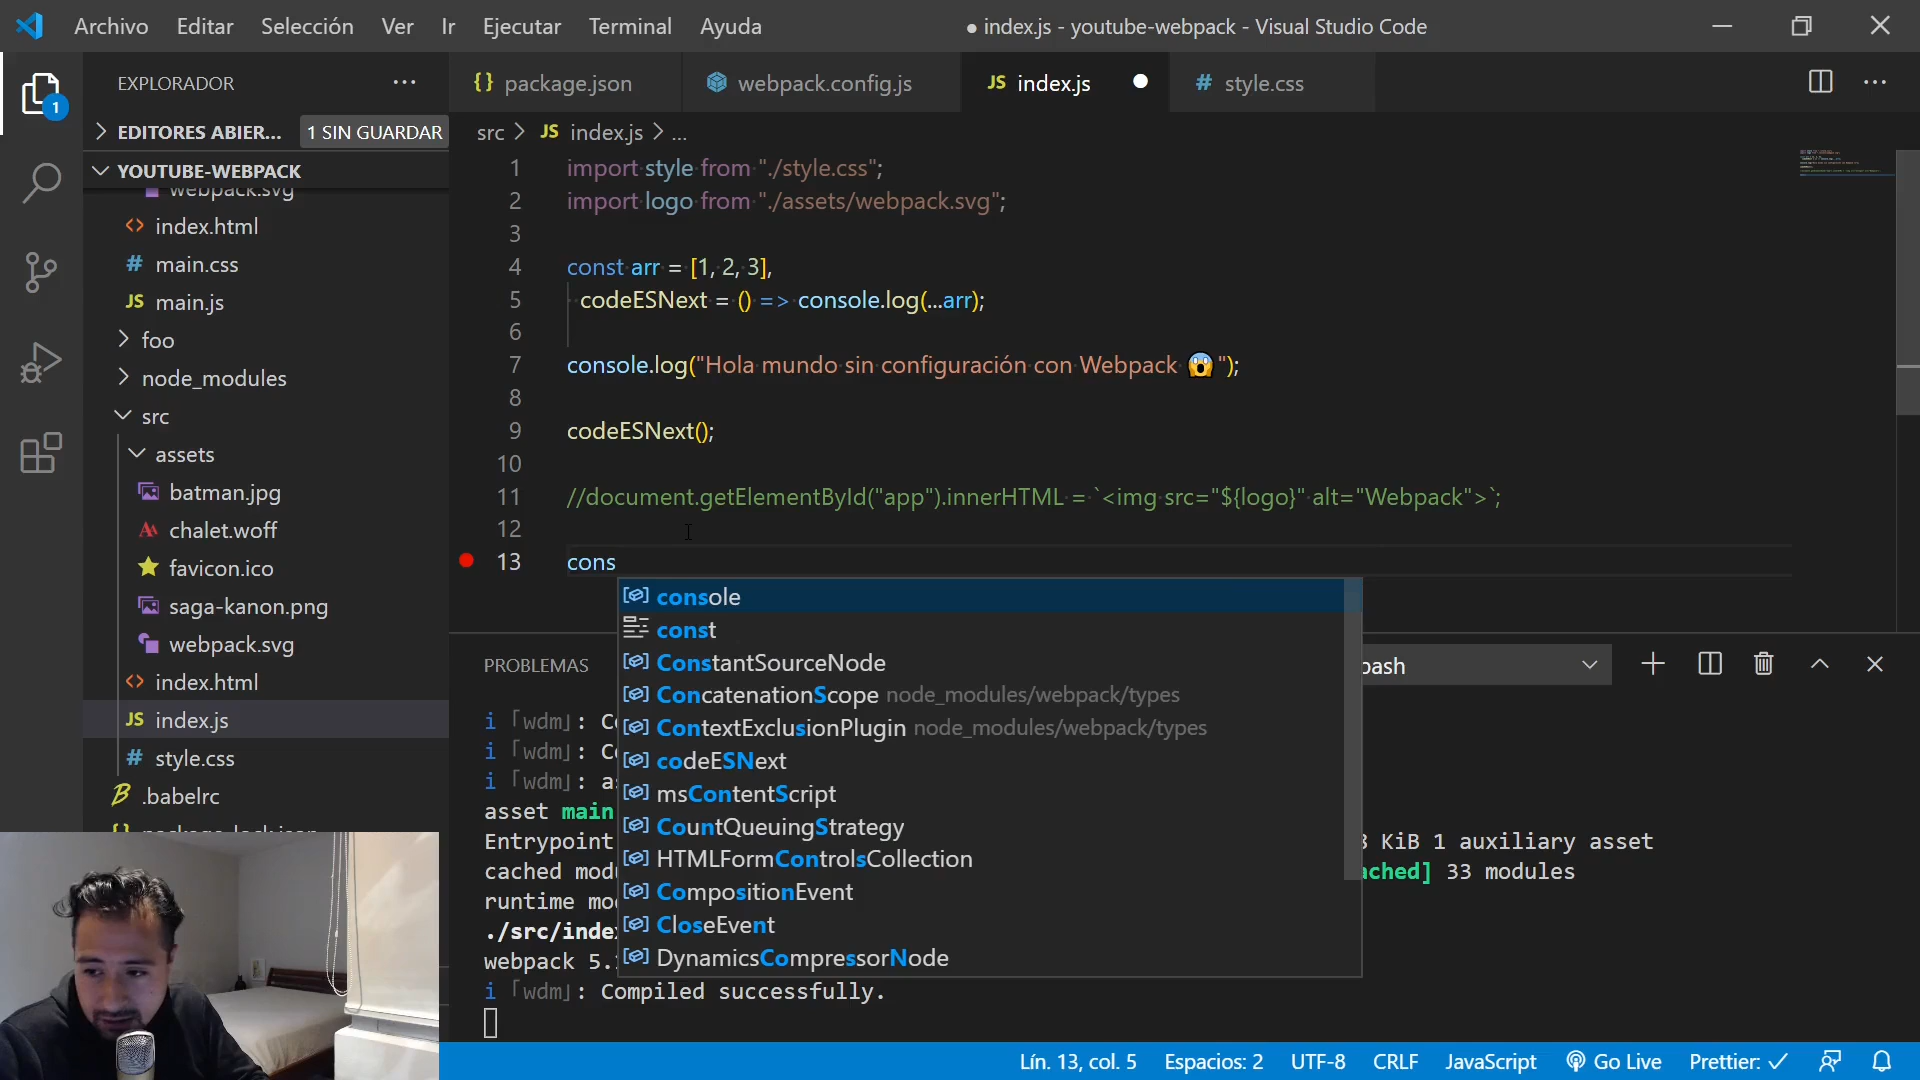 Archivo Editar Selección Ver Ir Ejecutar Terminal Ayuda
● index.js - youtube-webpack - Visual Studio Code
EXPLORADOR ...
{} package.json
webpack.config.js
JS index.js ●
# style.css
1
EDITORES ABIER... 1 SIN GUARDAR
src > JS index.js > ...
YOUTUBE-WEBPACK
webpack.svg
index.html
# main.css
JS main.js
foo
node_modules
src
assets
batman.jpg
chalet.woff
favicon.ico
saga-kanon.png
webpack.svg
index.html
JS index.js
# style.css
.babelrc
1 import style from "./style.css";
2 import logo from "./assets/webpack.svg";
3
4 const arr = [1, 2, 3],
5 codeESNext = () => console.log(...arr);
6
7 console.log("Hola mundo sin configuración con Webpack 😱");
8
9 codeESNext();
10
11 //document.getElementById("app").innerHTML = `<img src="${logo}" alt="Webpack">`;
12
13 cons
console
const
ConstantSourceNode
ConcatenationScope node_modules/webpack/types
ContextExclusionPlugin node_modules/webpack/types
codeESNext
msContentScript
CountQueuingStrategy
HTMLFormControlsCollection
CompositionEvent
CloseEvent
DynamicsCompressorNode
PROBLEMAS
bash
i ｢wdm｣: Co
i ｢wdm｣: Co
i ｢wdm｣: as
asset main
Entrypoint KiB 1 auxiliary asset
cached modu ached] 33 modules
runtime mo
./src/index
webpack 5.
i ｢wdm｣: Compiled successfully.
Lín. 13, col. 5 Espacios: 2 UTF-8 CRLF JavaScript Go Live Prettier: ✓